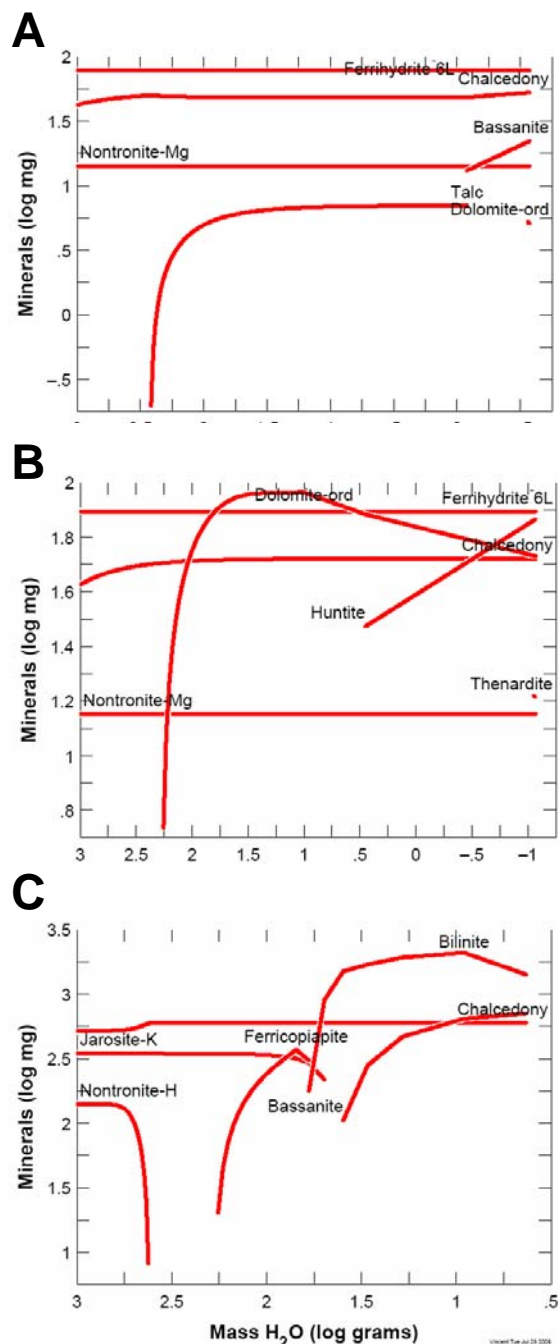 A
2
Ferrihydrite 6L
Chalcedony
1.5
Bassanite
Nontronite-Mg
1
Talc
Dolomite-ord
.5
0
–.5
Minerals (log mg)
B
2
Dolomite-ord
Ferrihydrite 6L
1.8
Chalcedony
1.6
Huntite
1.4
Thenardite
1.2
Nontronite-Mg
1
.8
Minerals (log mg)
3 2.5 2 1.5 1 .5 0 –.5 –1
C
3.5
Bilinite
3
Chalcedony
Jarosite-K
Ferricopiapite
2.5
Nontronite-H
Bassanite
2
1.5
1
Minerals (log mg)
3 2.5 2 1.5 1 .5
Mass H₂O (log grams)